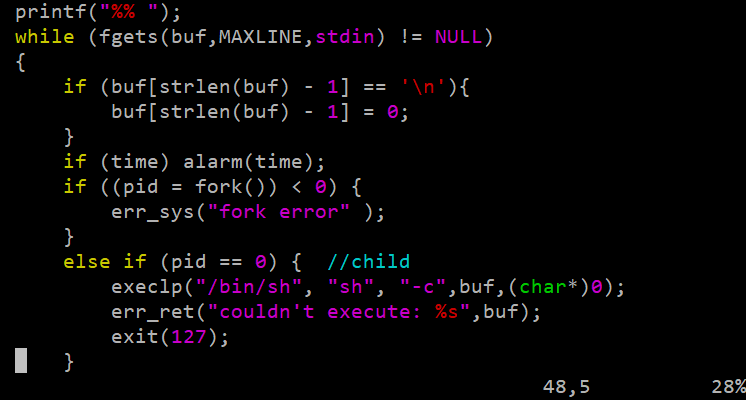 printf("%% ");
while (fgets(buf,MAXLINE,stdin) != NULL)
{
    if (buf[strlen(buf) - 1] == '\n'){
        buf[strlen(buf) - 1] = 0;
    }
    if (time) alarm(time);
    if ((pid = fork()) < 0) {
        err_sys("fork error" );
    }
    else if (pid == 0) {  //child
        execlp("/bin/sh", "sh", "-c",buf,(char*)0);
        err_ret("couldn't execute: %s",buf);
        exit(127);
    }
48,5          28%